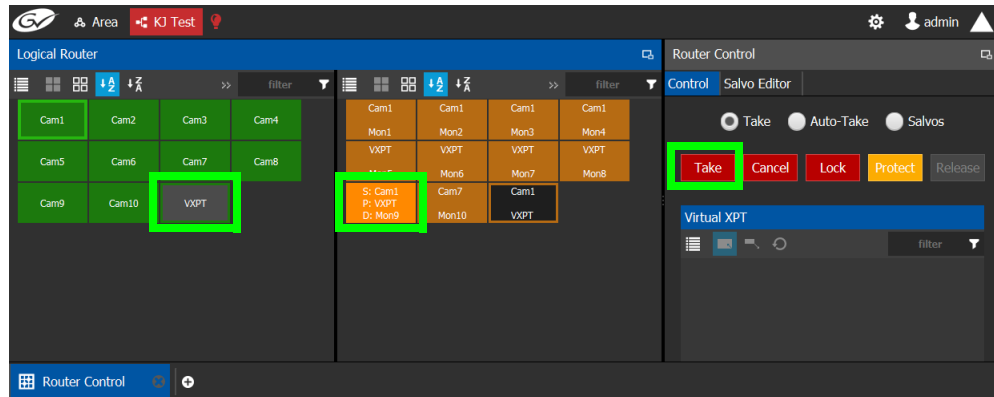 GV Area KJ Test admin
Logical Router
Router Control
filter
filter
Control Salvo Editor
Cam1 Cam2 Cam3 Cam4
Cam5 Cam6 Cam7 Cam8
Cam9 Cam10 VXPT
Cam1 Cam1 Cam1 Cam1
Mon1 Mon2 Mon3 Mon4
VXPT VXPT VXPT VXPT
Mon5 Mon6 Mon7 Mon8
S: Cam1 Cam7 Cam1
P: VXPT
D: Mon9 Mon10 VXPT
Take Auto-Take Salvos
Take Cancel Lock Protect Release
Virtual XPT
filter
Router Control